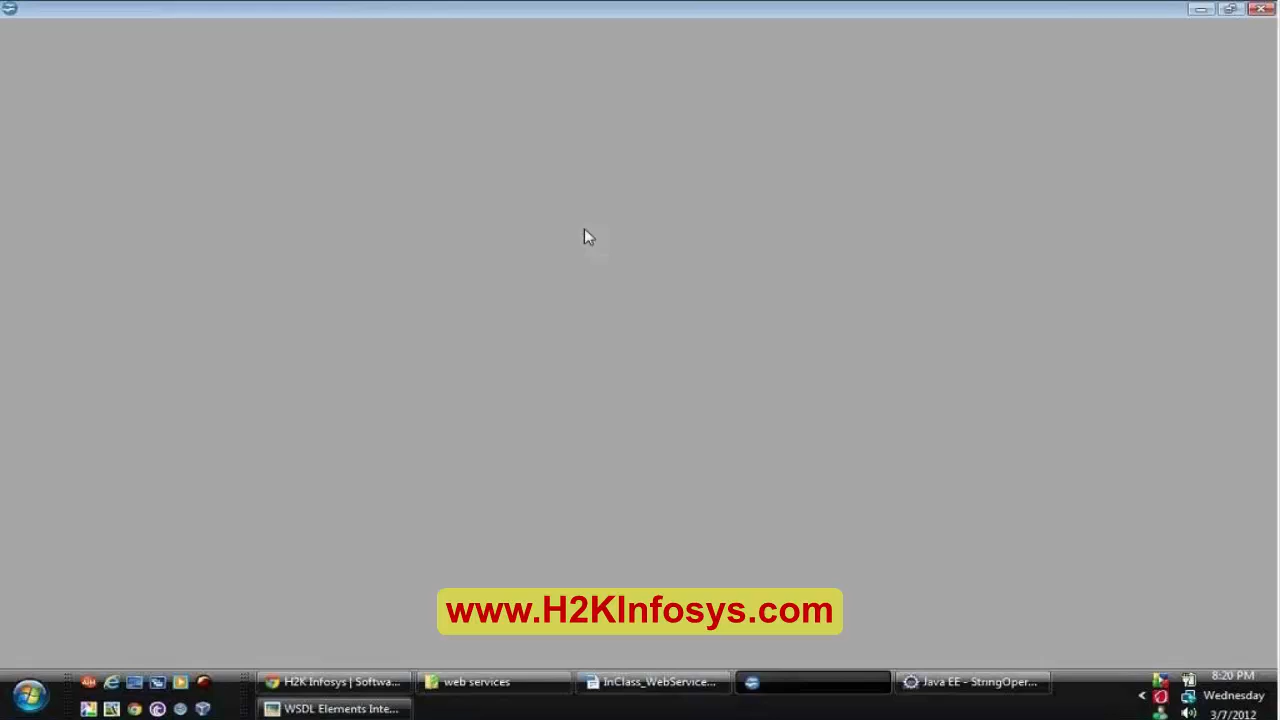 www.H2KInfosys.com
H2K Infosys | Softwa...
web services
InClass_WebService...
Java EE - StringOper...
8:20 PM
Wednesday
WSDL Elements Inte...
3/7/2012